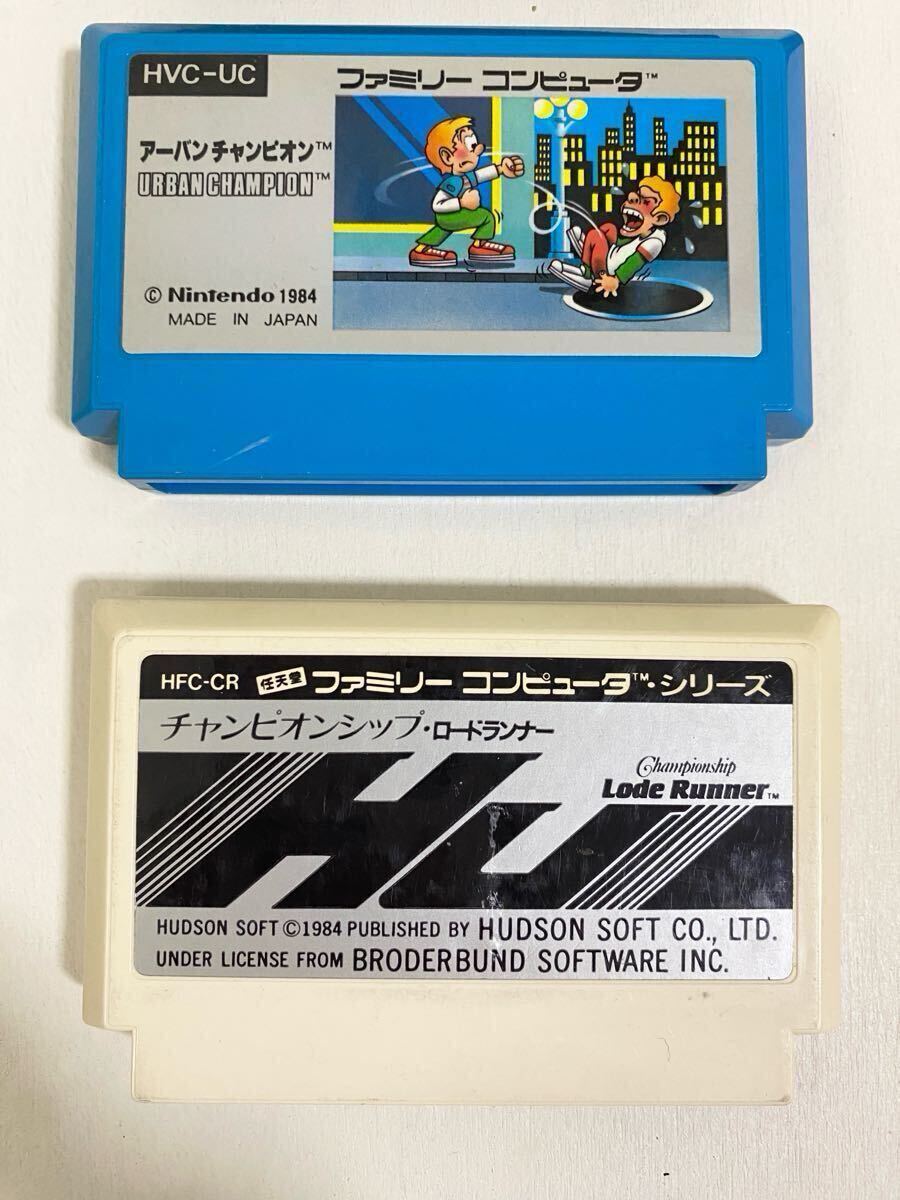 HVC-UC
ファミリー コンピュータ™
アーバンチャンピオン™
URBAN CHAMPION™
© Nintendo 1984
MADE IN JAPAN
HFC-CR 任天堂 ファミリー コンピュータ™・シリーズ
チャンピオンシップ・ロードランナー
Championship
Lode Runner™
HU
HUDSON SOFT ©1984 PUBLISHED BY HUDSON SOFT CO., LTD.
UNDER LICENSE FROM BRODERBUND SOFTWARE INC.